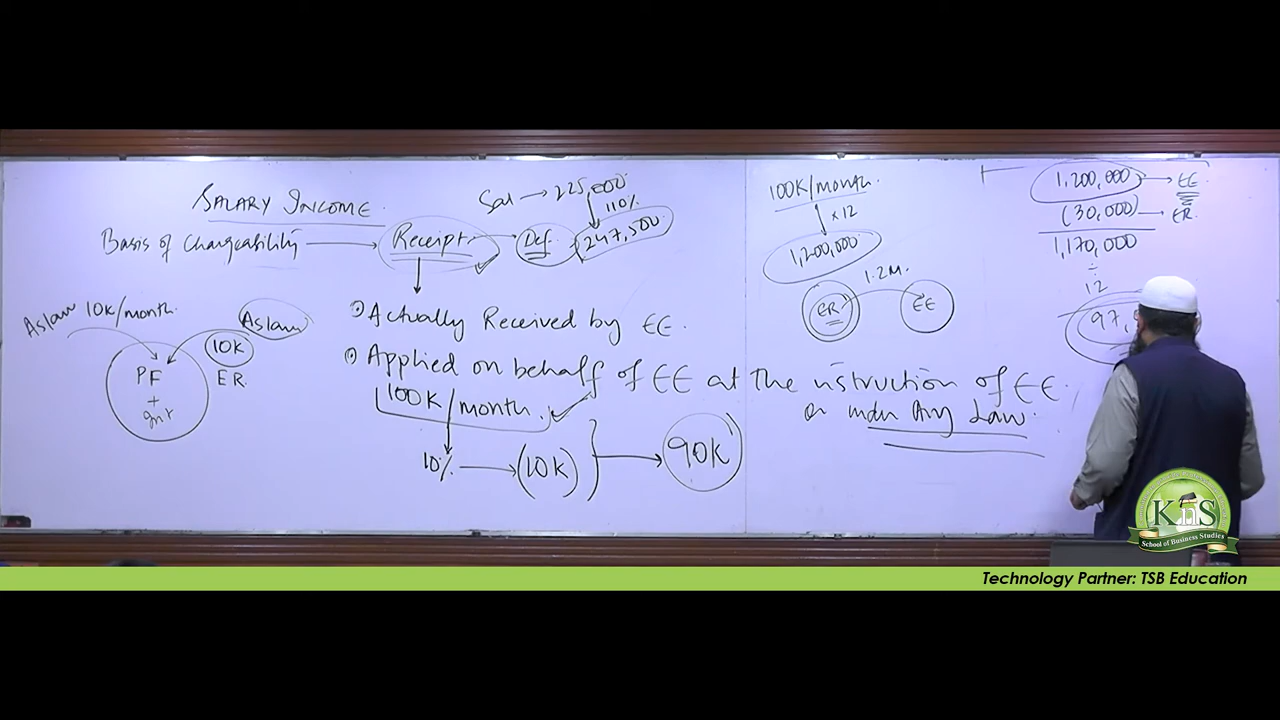 SALARY INCOME
Sal → 225,000
110%
Basis of Chargeability → Receipt → Def. 247,500
Aslam 10K/month.
Aslam
10K
ER.
PF
+
Int
① Actually Received by EE.
① Applied on behalf of EE at the instruction of EE.
or under Any Law.
100K/month.
10% → (10K) → 90K
100K/month.
x12
1,200,000
1.2M.
ER → EE
1,200,000 → EE
(30,000) → ER
1,170,000
÷
12
KnS
School of Business Studies
Technology Partner: TSB Education